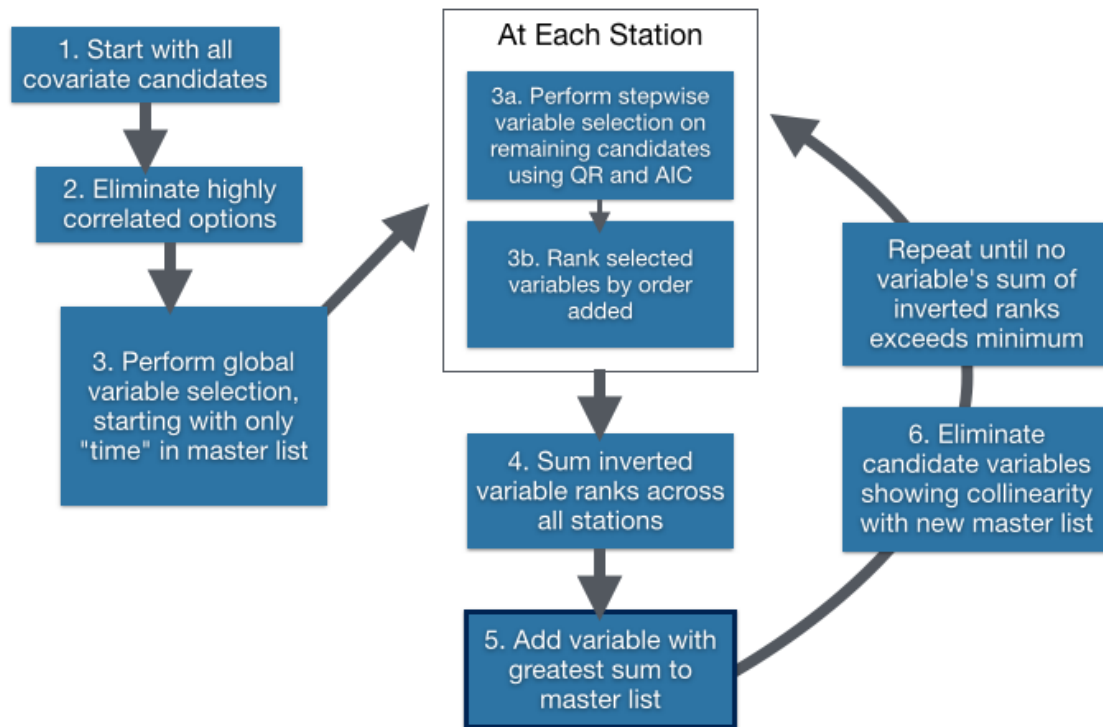 1. Start with all
covariate candidates
2. Eliminate highly
correlated options
3. Perform global
variable selection,
starting with only
"time" in master list
At Each Station
3a. Perform stepwise
variable selection on
remaining candidates
using QR and AIC
3b. Rank selected
variables by order
added
4. Sum inverted
variable ranks across
all stations
5. Add variable with
greatest sum to
master list
6. Eliminate
candidate variables
showing collinearity
with new master list
Repeat until no
variable's sum of
inverted ranks
exceeds minimum